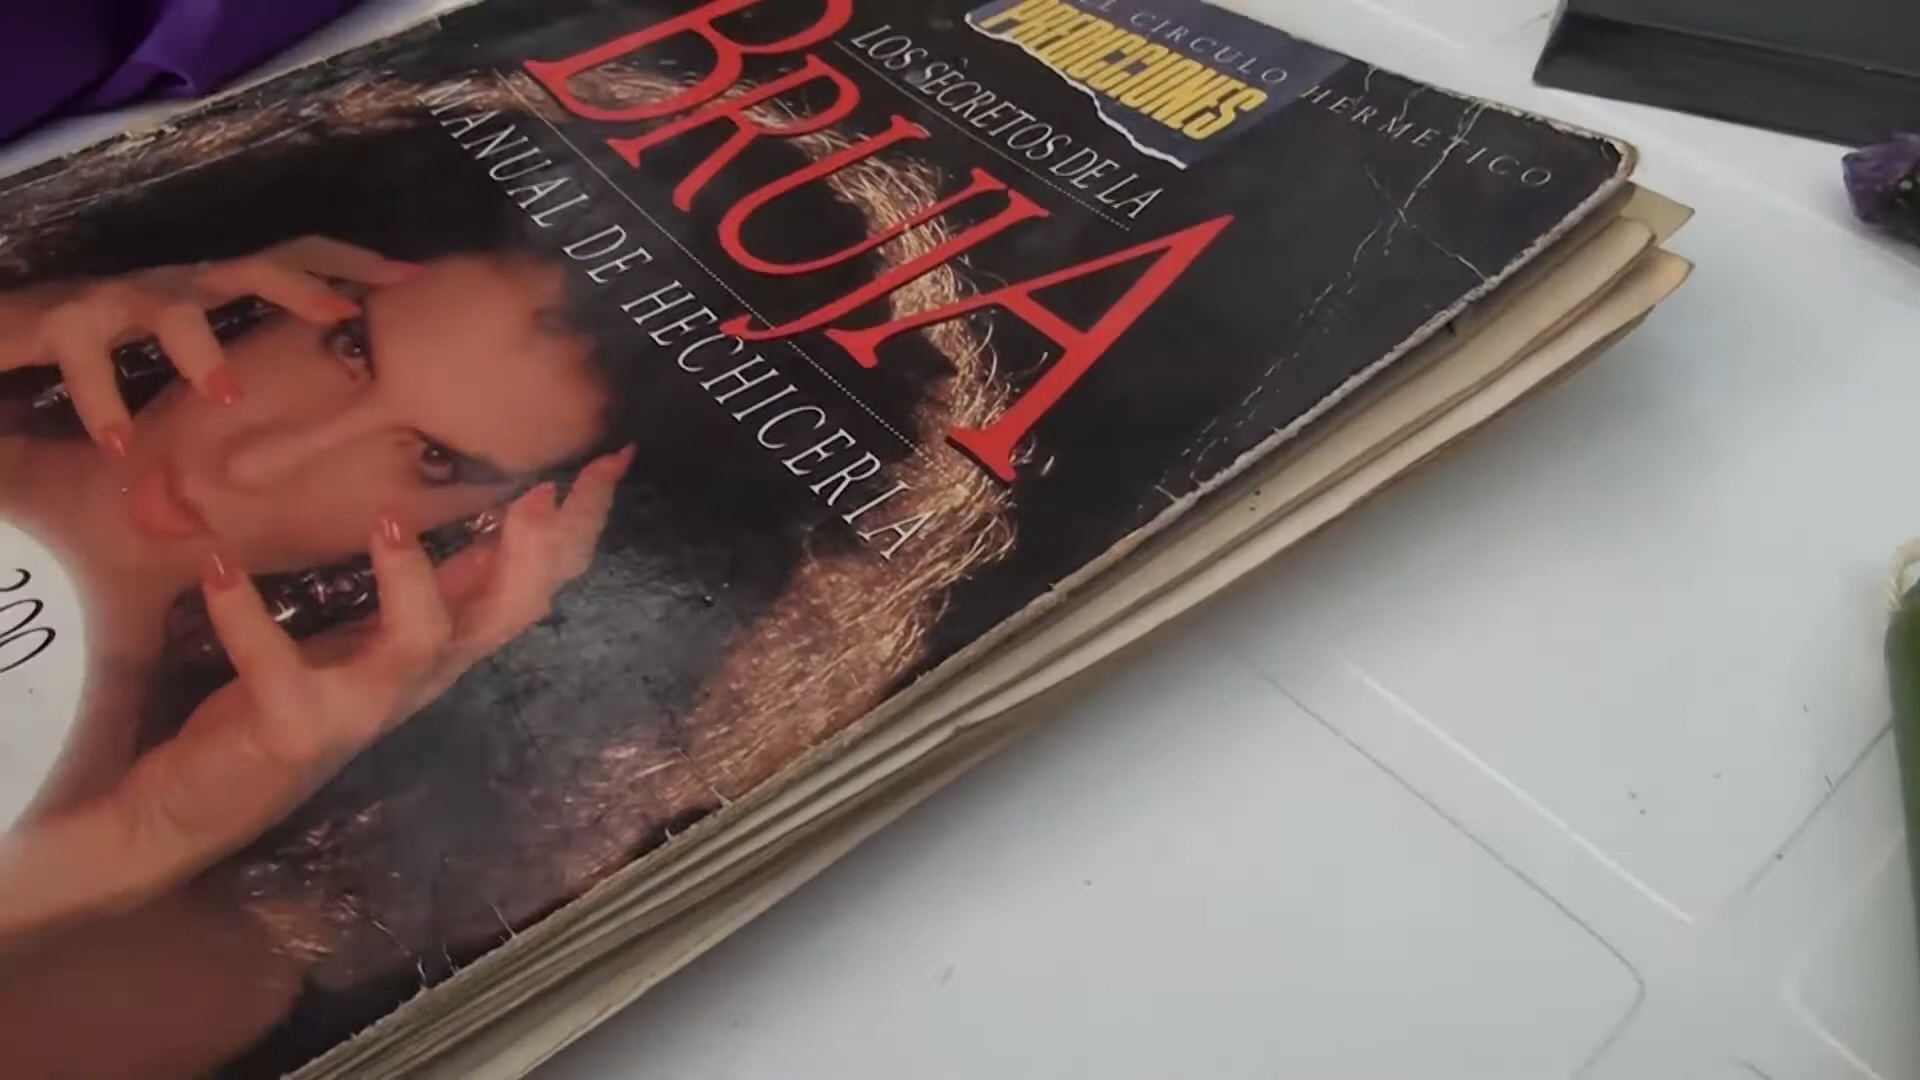 EL CIRCULO HERMETICO
PREDICCIONES
LOS SECRETOS DE LA
BRUJA
MANUAL DE HECHICERIA